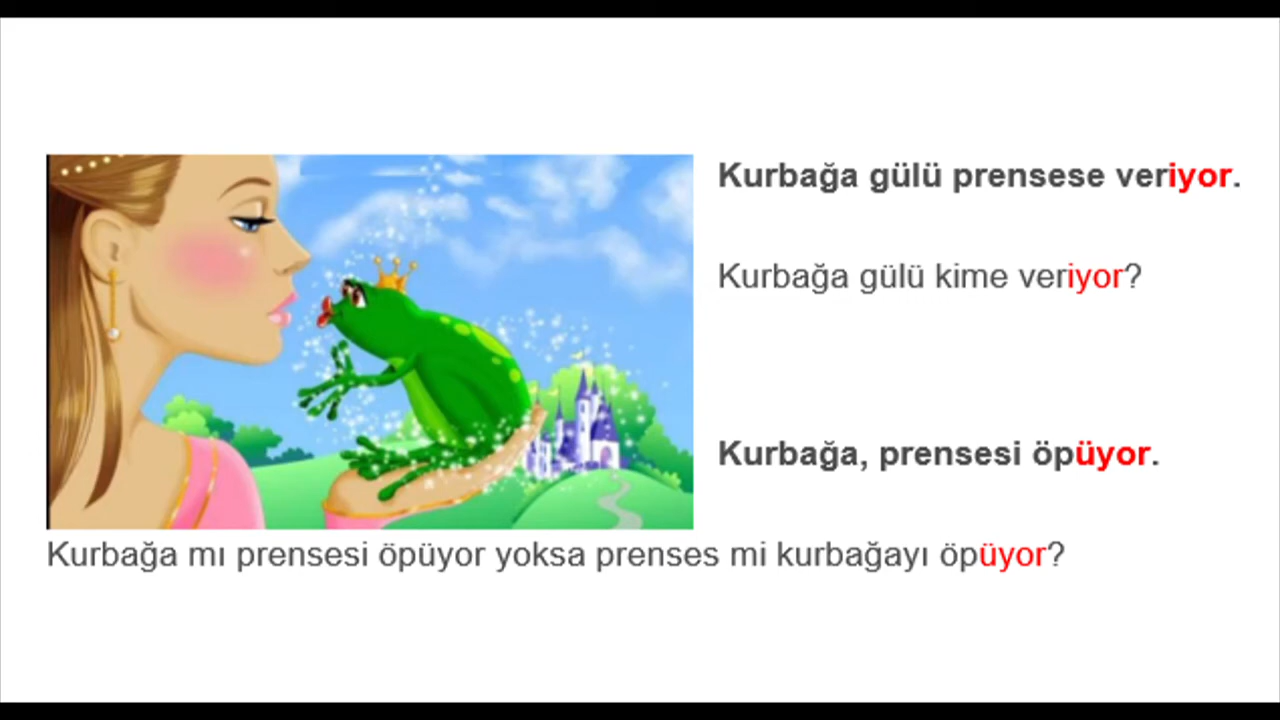 Kurbağa gülü prensese veriyor.
Kurbağa gülü kime veriyor?
Kurbağa, prensesi öpüyor.
Kurbağa mı prensesi öpüyor yoksa prenses mi kurbağayı öpüyor?